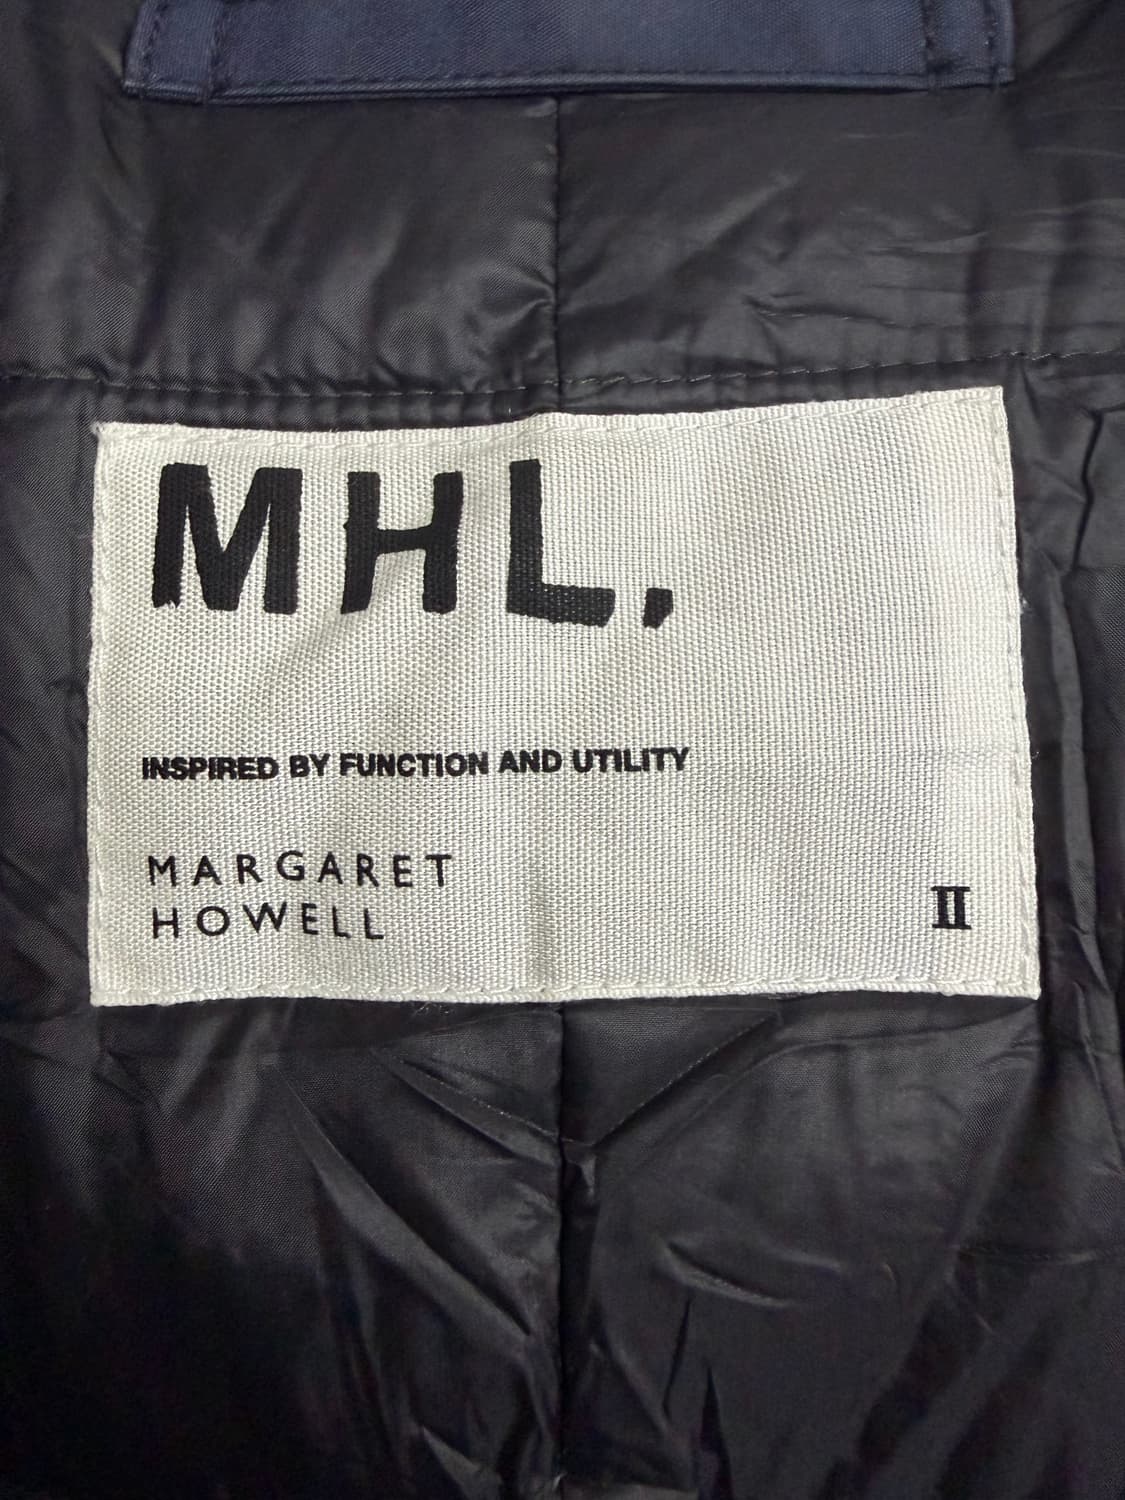 MHL.
INSPIRED BY FUNCTION AND UTILITY
MARGARET
HOWELL
II